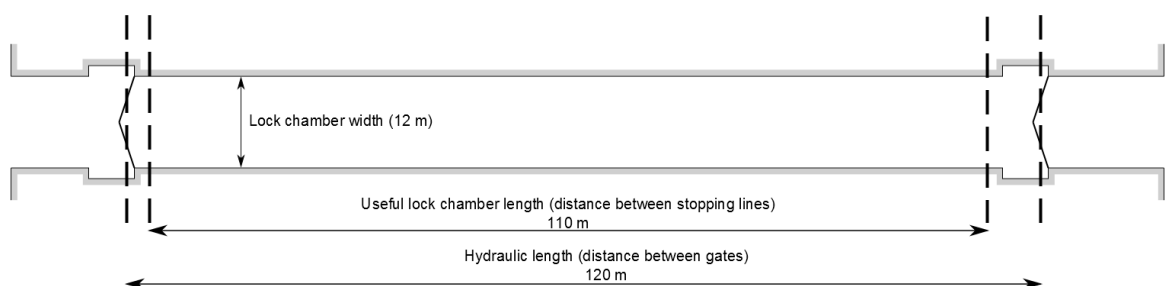 Lock chamber width (12 m)
Useful lock chamber length (distance between stopping lines)
110 m
Hydraulic length (distance between gates)
120 m